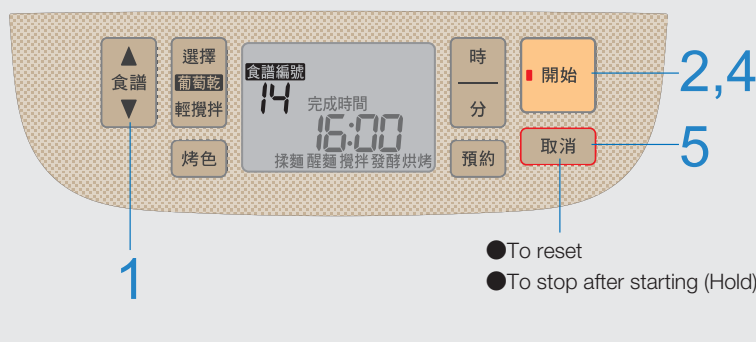 ▲
食譜
▼
選擇
葡萄乾
輕攪拌
烤色
食譜編號
14
完成時間
16:00
揉麵 醒麵 攪拌 發酵 烘烤
時
分
預約
開始
取消
2,4
5
1
●To reset
●To stop after starting (Hold)